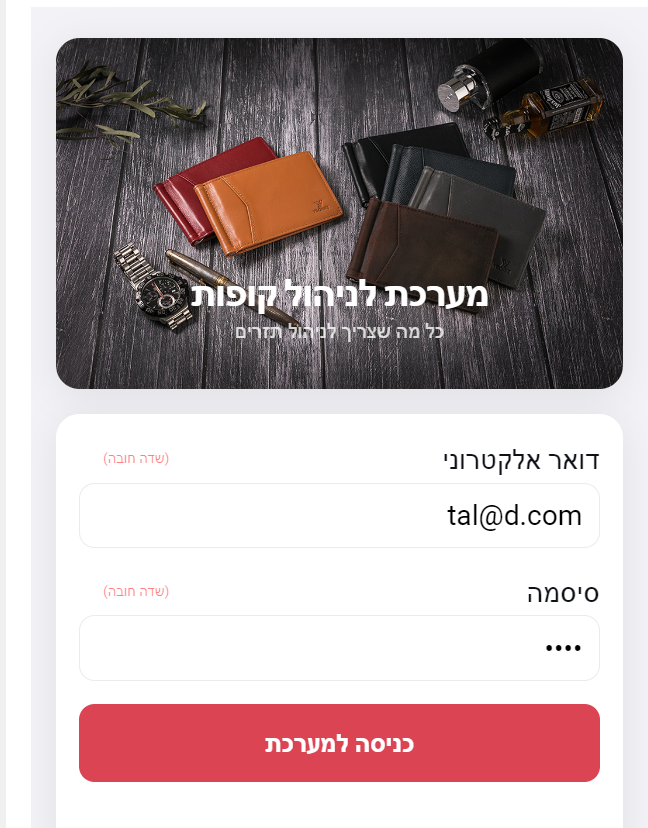 מערכת לניהול קופות
כל מה שצריך לניהול תזרים
דואר אלקטרוני (שדה חובה)
tal@d.com
סיסמה (שדה חובה)
••••
כניסה למערכת